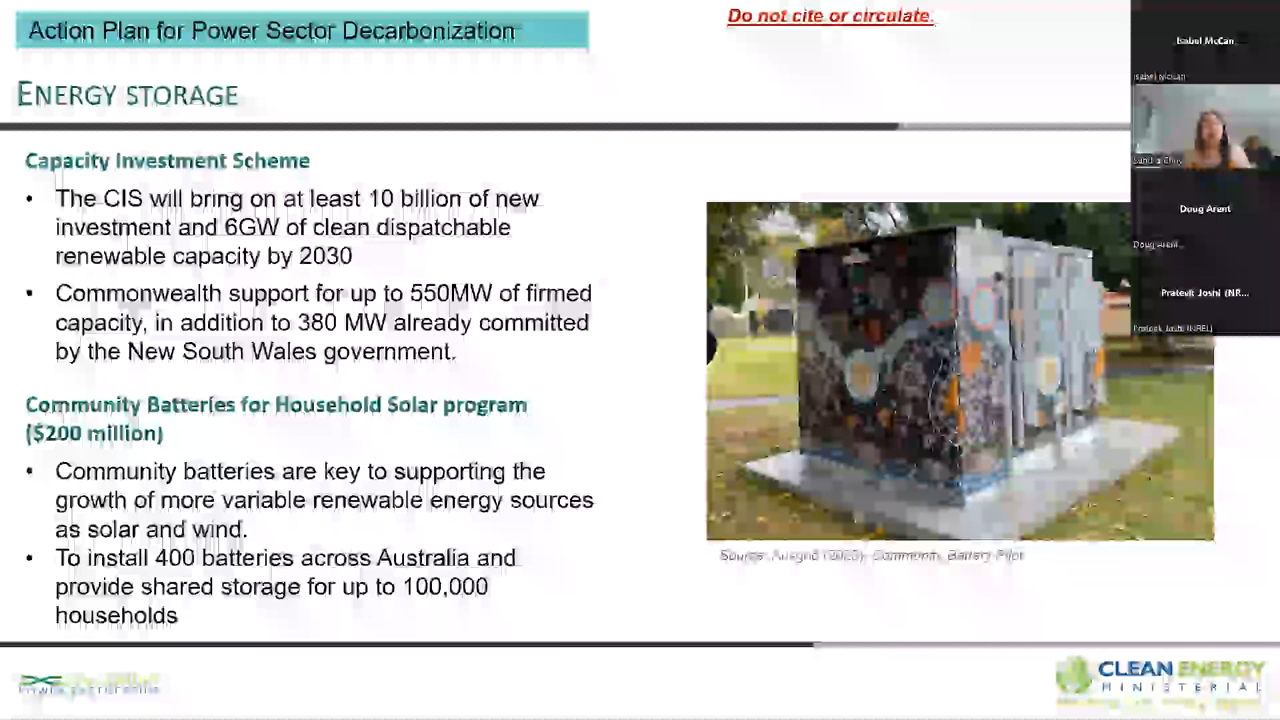 Action Plan for Power Sector Decarbonization
Do not cite or circulate.
ENERGY STORAGE
Capacity Investment Scheme
• The CIS will bring on at least 10 billion of new
investment and 6GW of clean dispatchable
renewable capacity by 2030
• Commonwealth support for up to 550MW of firmed
capacity, in addition to 380 MW already committed
by the New South Wales government.
Community Batteries for Household Solar program
($200 million)
• Community batteries are key to supporting the
growth of more variable renewable energy sources
as solar and wind.
• To install 400 batteries across Australia and
provide shared storage for up to 100,000
households
Source: Ausgrid Community Battery Pilot
Isabel McCan
Isabel McCan
Doug Arent
Doug Arent
Prateek Joshi (NR...
Prateek Joshi (NREL)
CLEAN ENERGY
MINISTERIAL